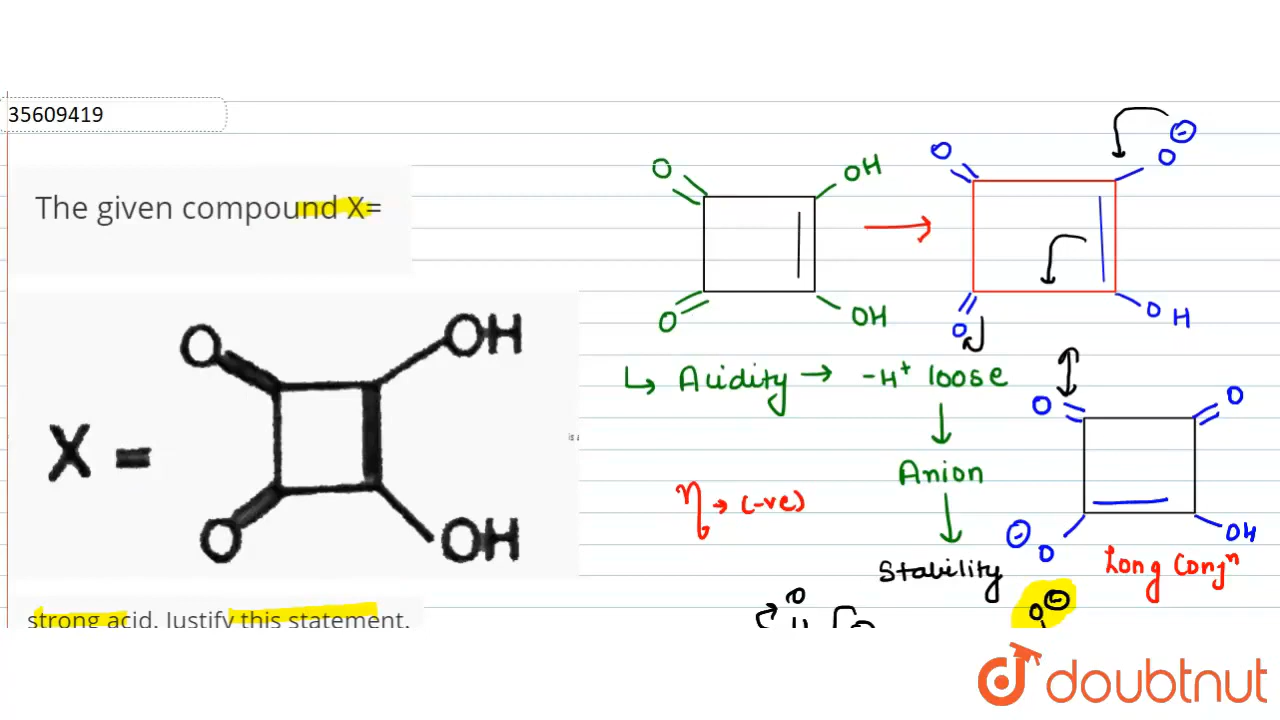 35609419
The given compound X=
X =
O
OH
O
OH
strong acid. Justify this statement.
O
OH
O
OH
O
O ⊖
O
O H
↳ Acidity → -H⁺ loose
↓
Anion
↓
Stability
η → (-ve)
O
O
⊖ O
OH
Long Conjⁿ
O
O ⊖
doubtnut